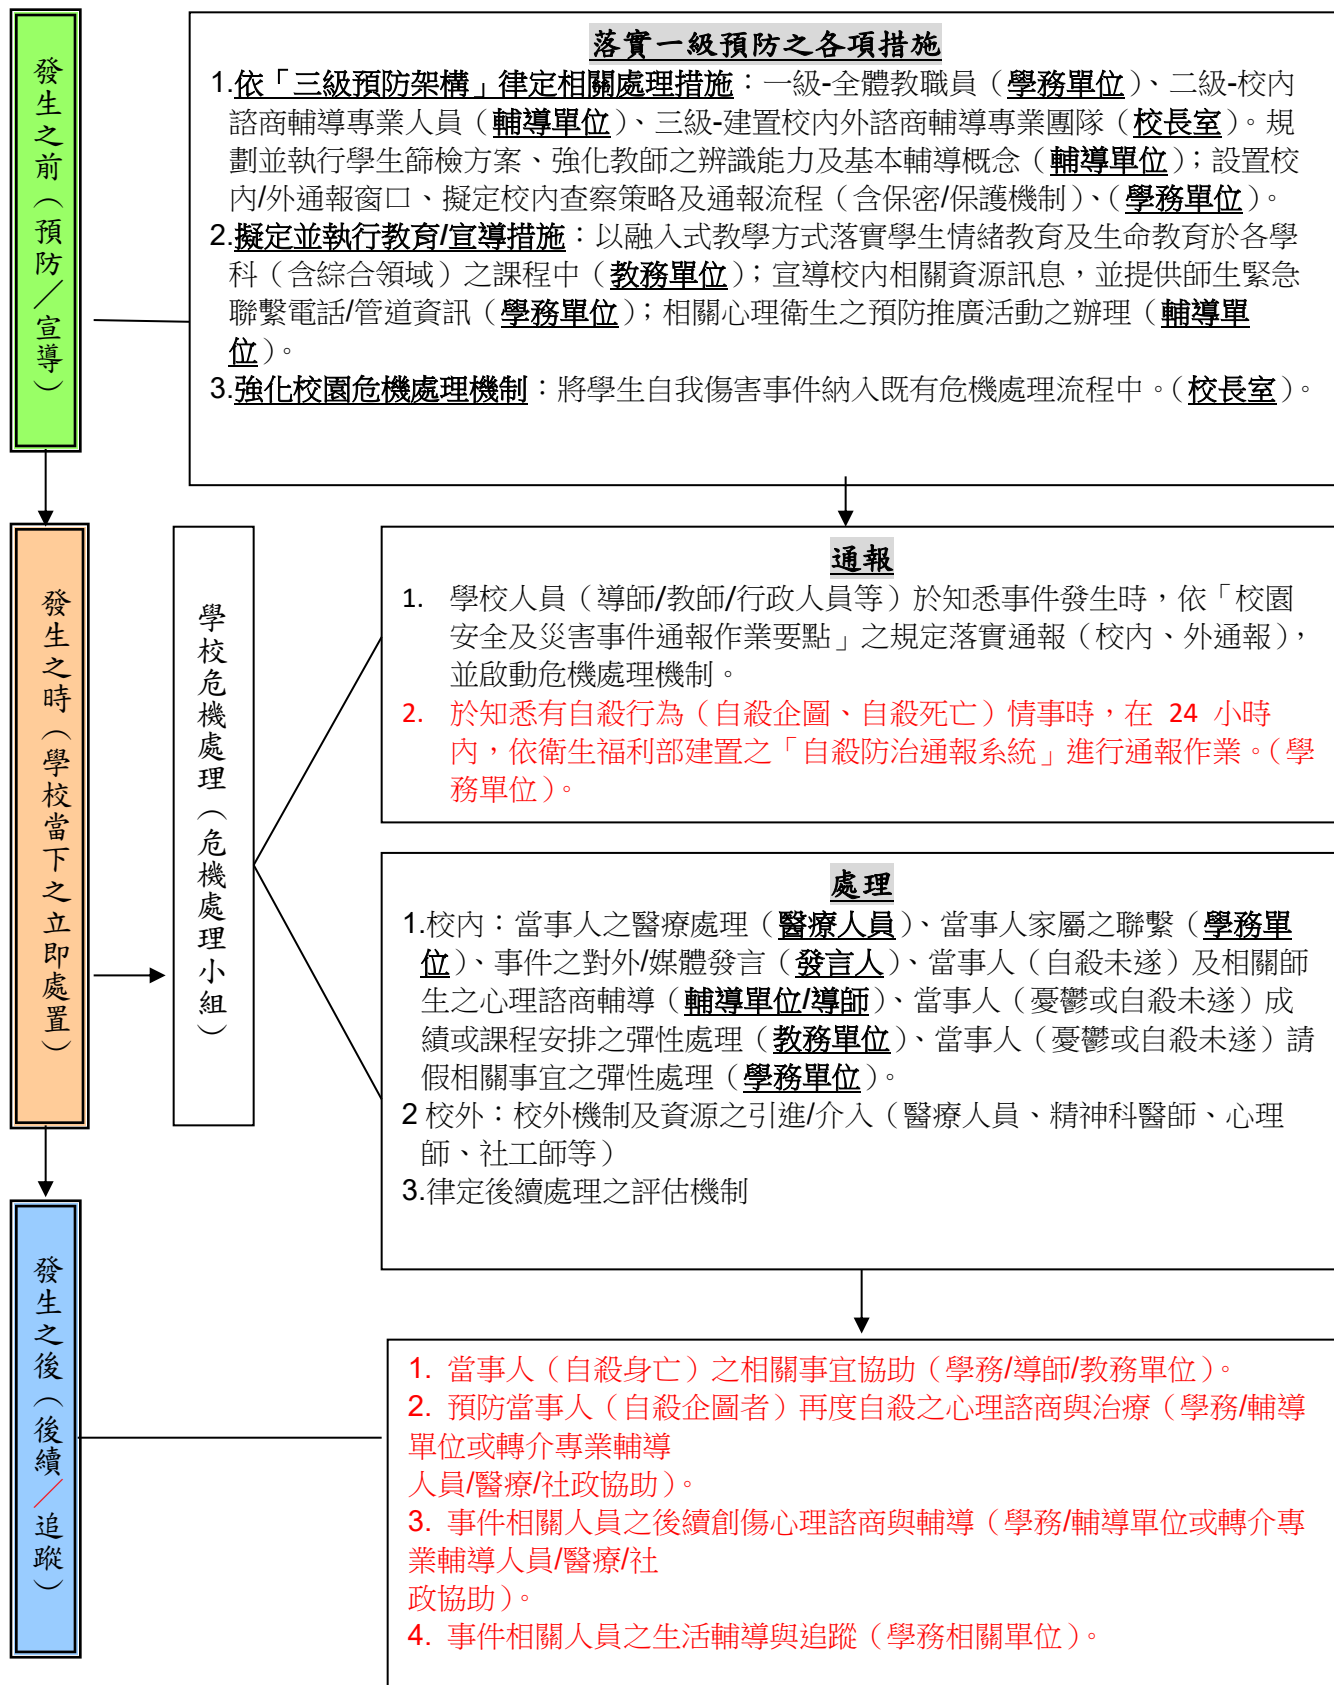 發生之前（預防／宣導）
落實一級預防之各項措施
1.依「三級預防架構」律定相關處理措施：一級-全體教職員（學務單位）、二級-校內
諮商輔導專業人員（輔導單位）、三級-建置校內外諮商輔導專業團隊（校長室）。規
劃並執行學生篩檢方案、強化教師之辨識能力及基本輔導概念（輔導單位）；設置校
內/外通報窗口、擬定校內查察策略及通報流程（含保密/保護機制）、（學務單位）。
2.擬定並執行教育/宣導措施：以融入式教學方式落實學生情緒教育及生命教育於各學
科（含綜合領域）之課程中（教務單位）；宣導校內相關資源訊息，並提供師生緊急
聯繫電話/管道資訊（學務單位）；相關心理衛生之預防推廣活動之辦理（輔導單
位）。
3.強化校園危機處理機制：將學生自我傷害事件納入既有危機處理流程中。（校長室）。
發生之時（學校當下之立即處置）
學校危機處理（危機處理小組）
通報
1. 學校人員（導師/教師/行政人員等）於知悉事件發生時，依「校園
安全及災害事件通報作業要點」之規定落實通報（校內、外通報），
並啟動危機處理機制。
2. 於知悉有自殺行為（自殺企圖、自殺死亡）情事時，在 24 小時
內，依衛生福利部建置之「自殺防治通報系統」進行通報作業。（學
務單位）。
處理
1.校內：當事人之醫療處理（醫療人員）、當事人家屬之聯繫（學務單
位）、事件之對外/媒體發言（發言人）、當事人（自殺未遂）及相關師
生之心理諮商輔導（輔導單位/導師）、當事人（憂鬱或自殺未遂）成
績或課程安排之彈性處理（教務單位）、當事人（憂鬱或自殺未遂）請
假相關事宜之彈性處理（學務單位）。
2 校外：校外機制及資源之引進/介入（醫療人員、精神科醫師、心理
師、社工師等）
3.律定後續處理之評估機制
發生之後（後續／追蹤）
1. 當事人（自殺身亡）之相關事宜協助（學務/導師/教務單位）。
2. 預防當事人（自殺企圖者）再度自殺之心理諮商與治療（學務/輔導
單位或轉介專業輔導
人員/醫療/社政協助）。
3. 事件相關人員之後續創傷心理諮商與輔導（學務/輔導單位或轉介專
業輔導人員/醫療/社
政協助）。
4. 事件相關人員之生活輔導與追蹤（學務相關單位）。